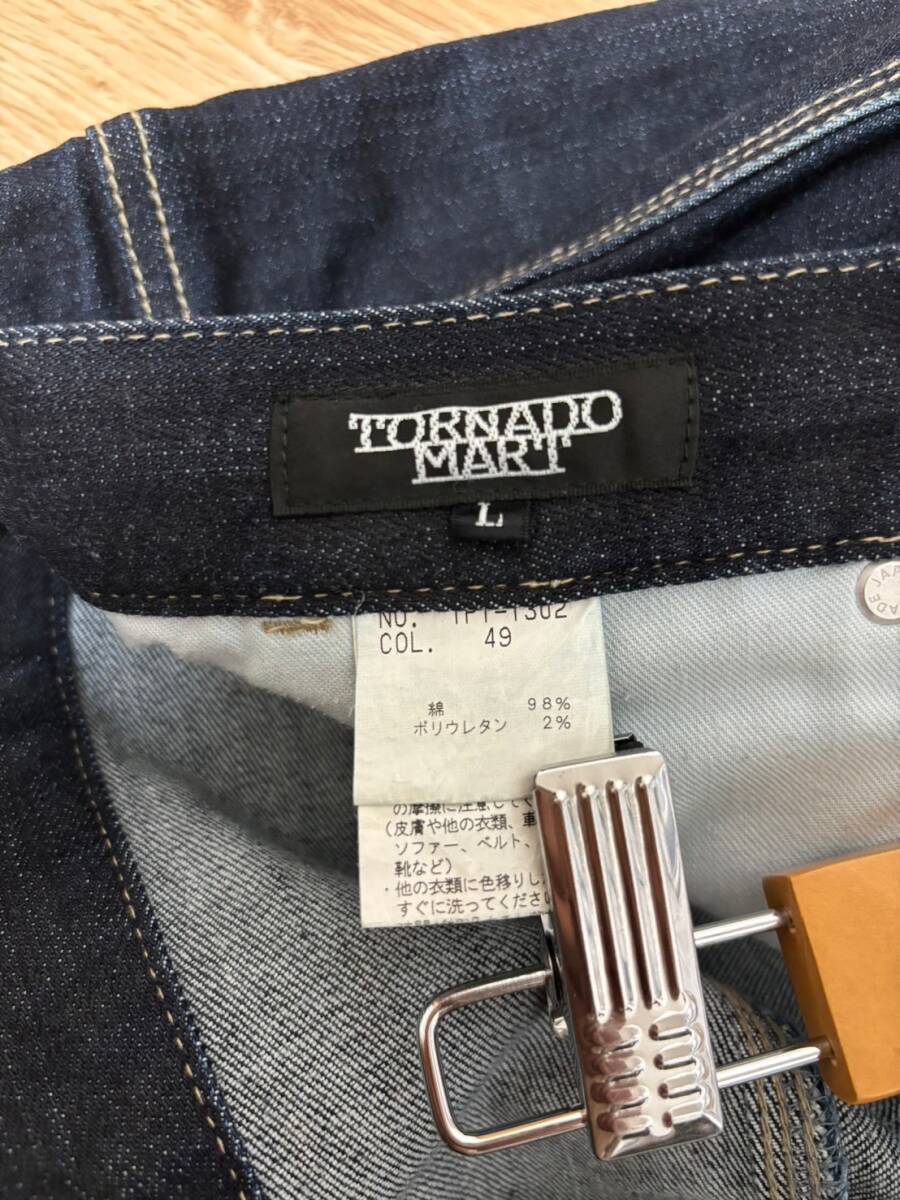 TORNADO
MART
L
NO.
COL. 49
綿 98%
ポリウレタン 2%
の摩擦に注意して
(皮膚や他の衣類、車
ソファー、ベルト、
靴など)
・他の衣類に色移りし
すぐに洗ってください